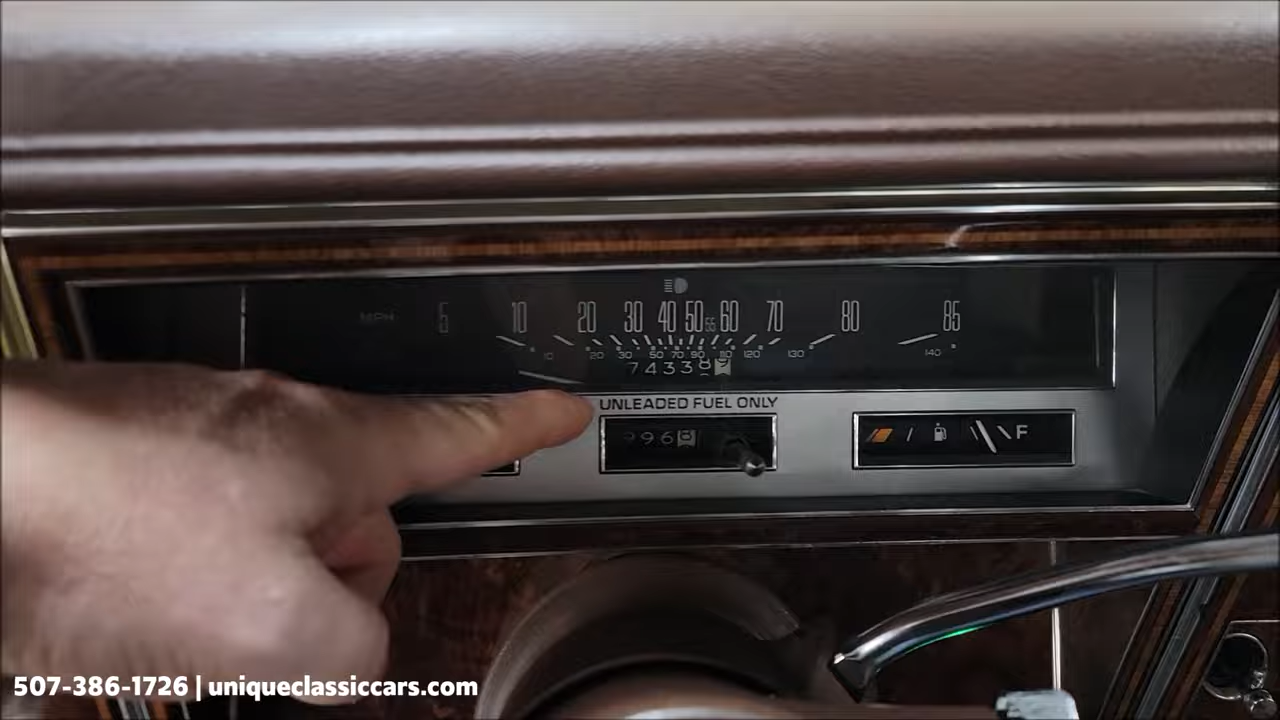 MPH 5 10 20 30 40 50 55 60 70 80 85
10 20 30 50 70 90 110 120 130 140
74338
UNLEADED FUEL ONLY
996
F
507-386-1726 | uniqueclassiccars.com